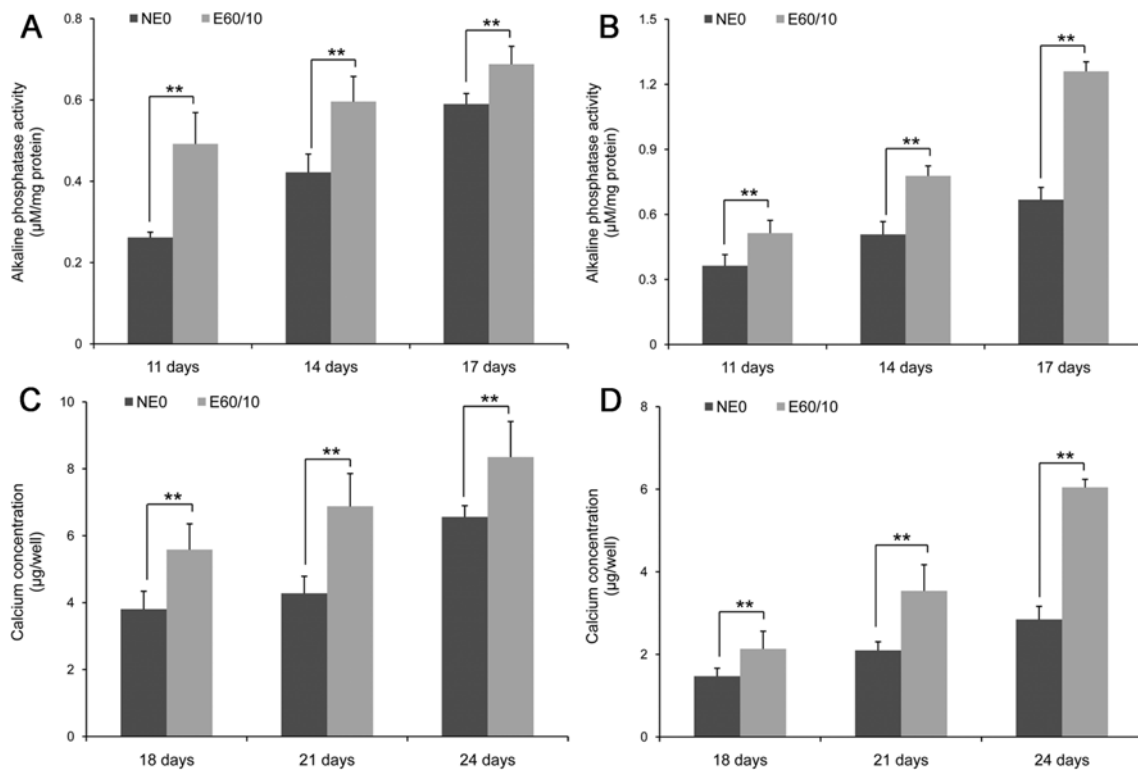 A
NE0 E60/10
Alkaline phosphatase activity
(µM/mg protein)
0.8
0.6
0.4
0.2
0
** ** **
11 days 14 days 17 days
B
NE0 E60/10
Alkaline phosphatase activity
(µM/mg protein)
1.5
1.2
0.9
0.6
0.3
0
** ** **
11 days 14 days 17 days
C
NE0 E60/10
Calcium concentration
(µg/well)
10
8
6
4
2
0
** ** **
18 days 21 days 24 days
D
NE0 E60/10
Calcium concentration
(µg/well)
8
6
4
2
0
** ** **
18 days 21 days 24 days